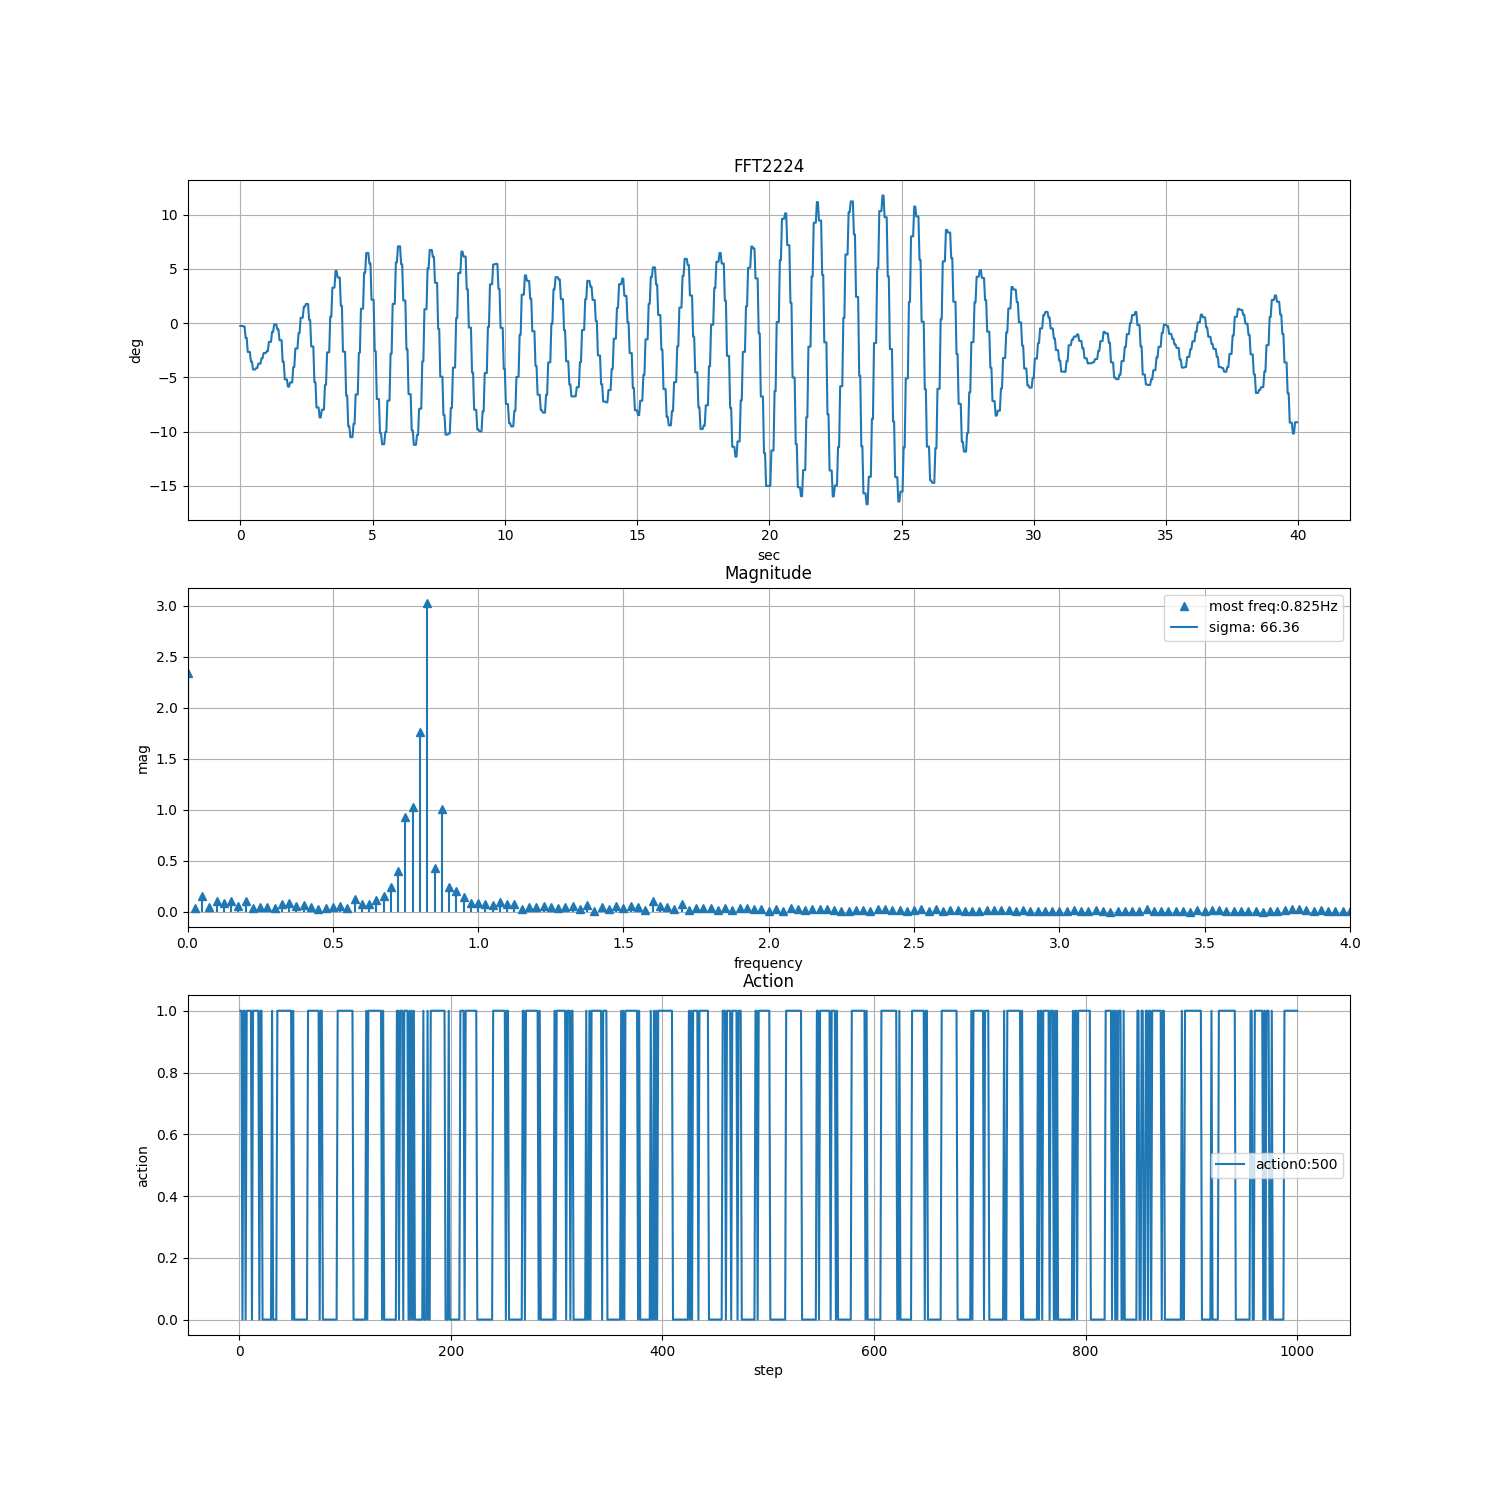 FFT2224
deg
10
5
0
−5
−10
−15
0 5 10 15 20 25 30 35 40
sec
Magnitude
mag
3.0
2.5
2.0
1.5
1.0
0.5
0.0
most freq:0.825Hz
sigma: 66.36
0.0 0.5 1.0 1.5 2.0 2.5 3.0 3.5 4.0
frequency
Action
action
1.0
0.8
0.6
0.4
0.2
0.0
action0:500
0 200 400 600 800 1000
step